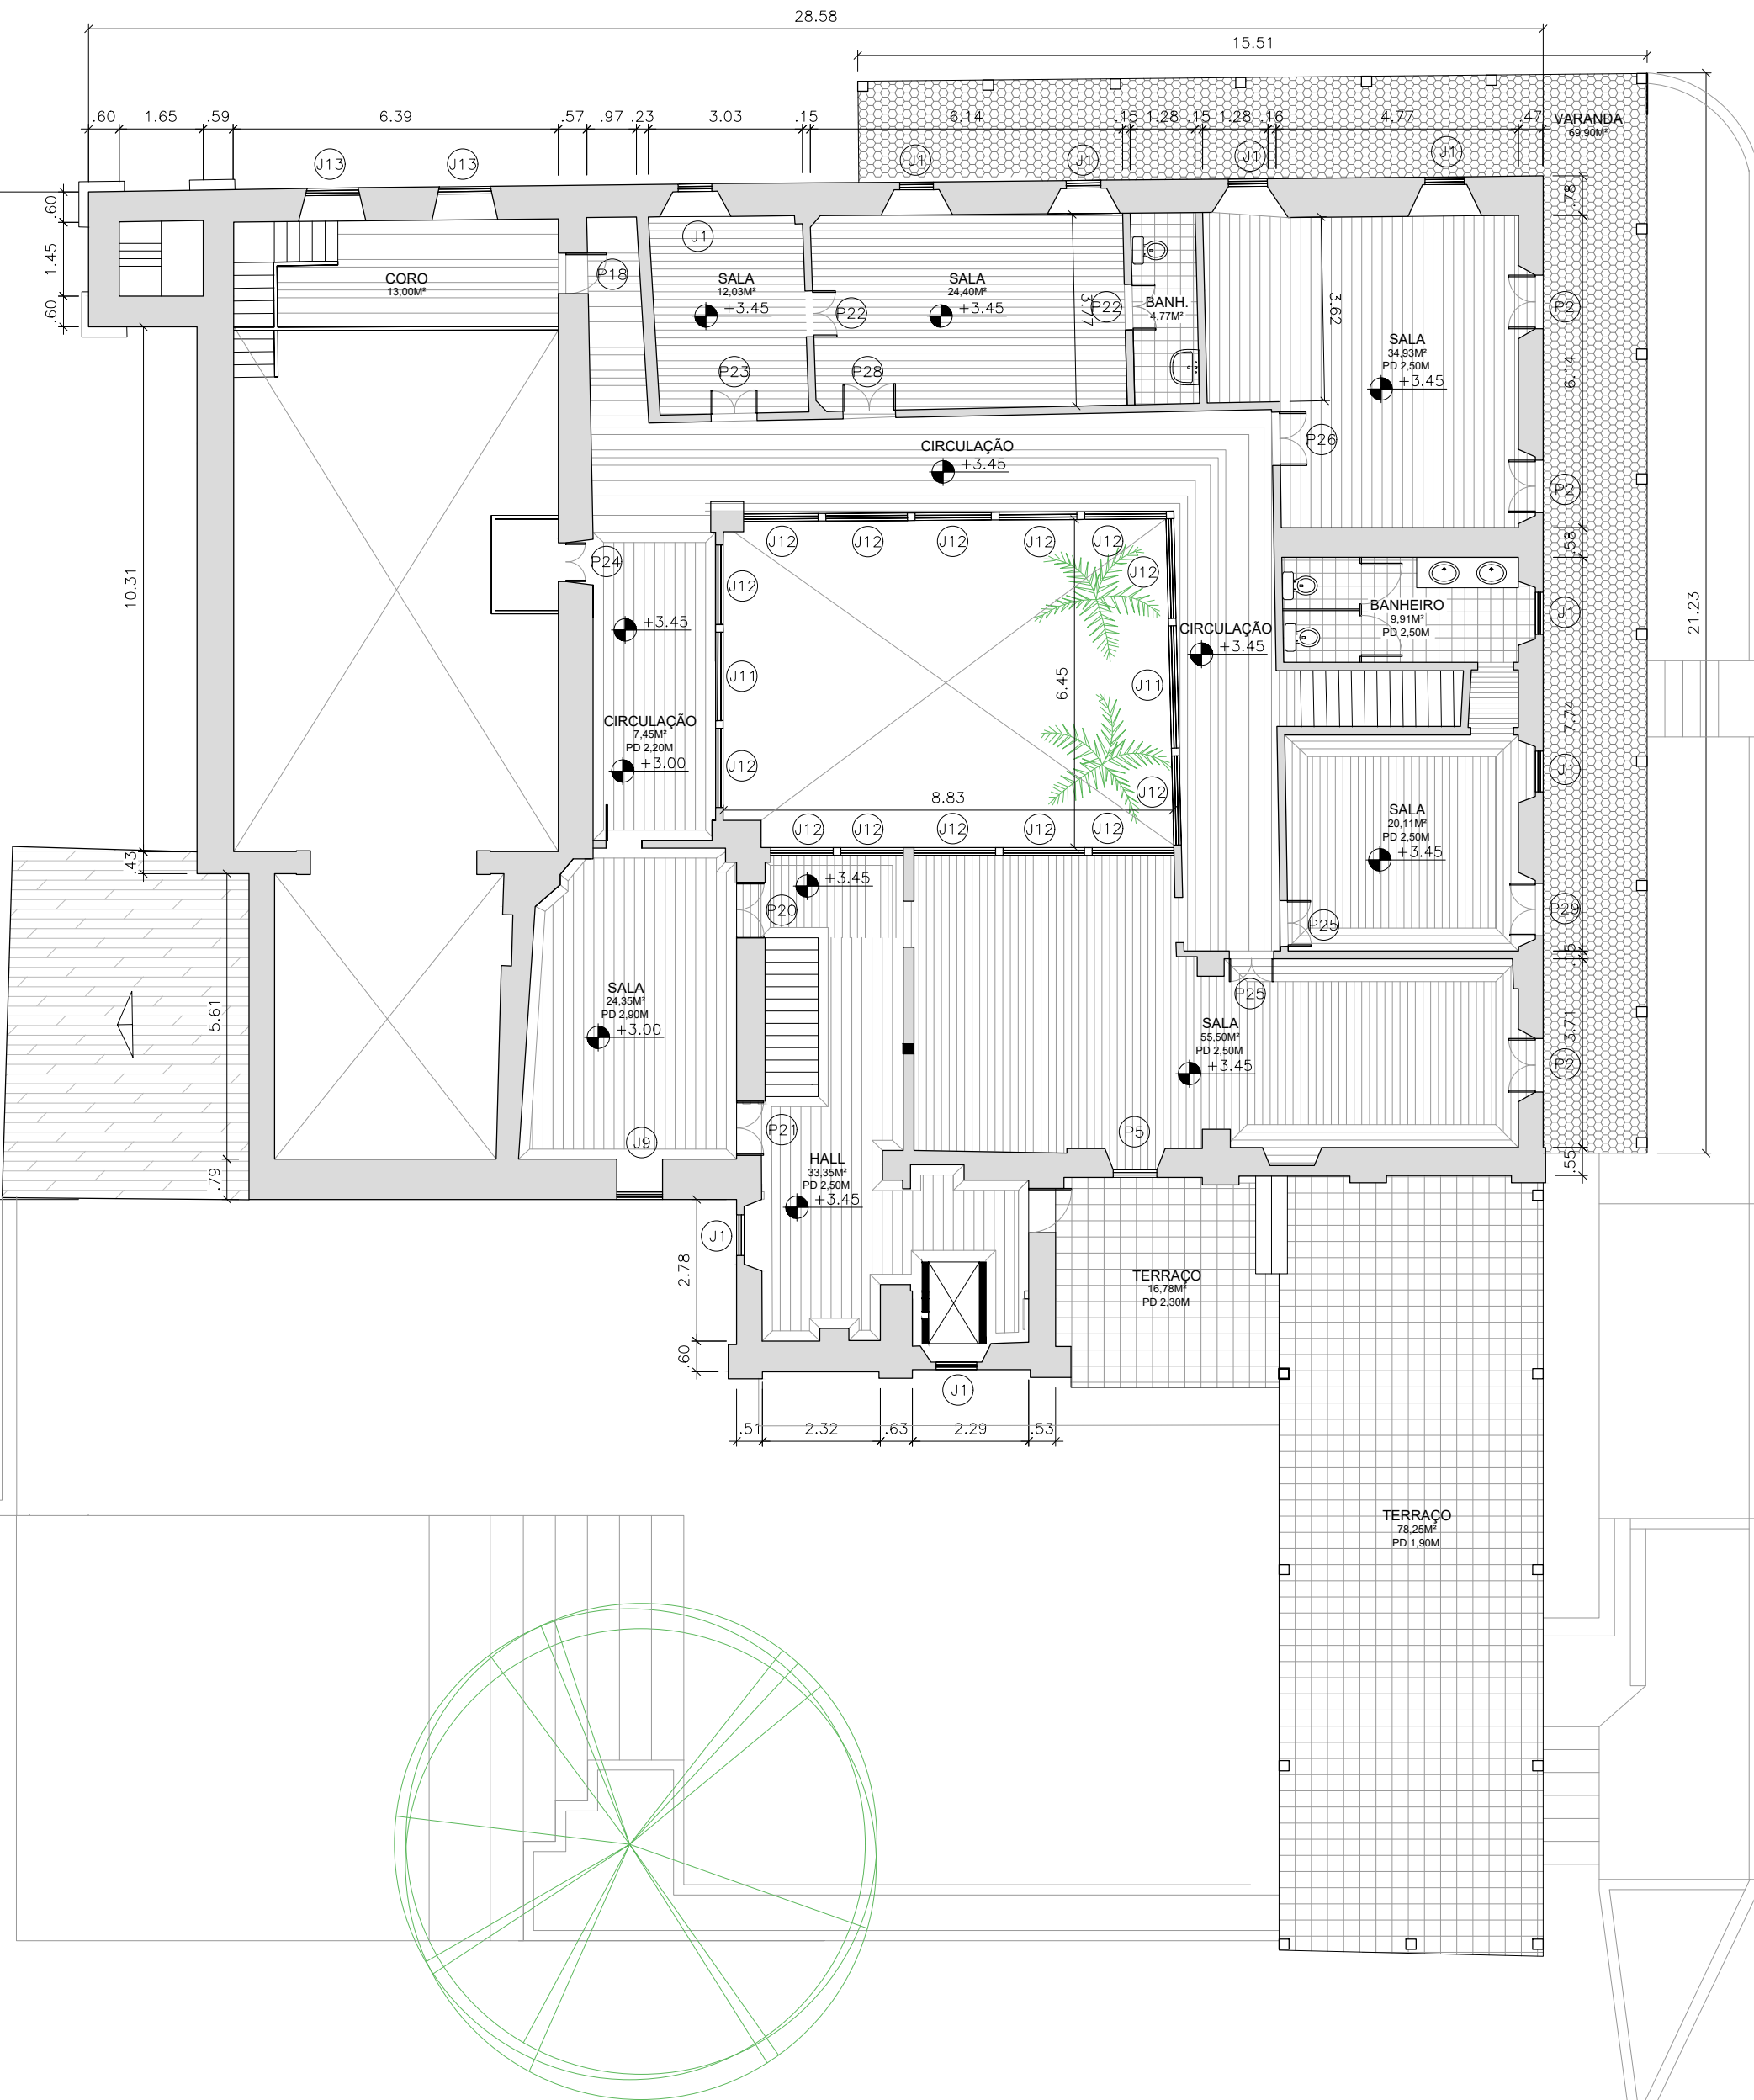 28.58
15.51
.60
1.65
.59
6.39
.57
.97
.23
3.03
.15
6.14
.15
1.28
.15
1.28
.16
4.77
.47
VARANDA
69,90M²
J13
J13
J1
J1
J1
J1
.60
1.45
.60
.78
J1
CORO
13,00M²
P18
SALA
12,03M²
+3.45
P22
SALA
24,40M²
+3.45
3.77
P22
BANH.
4,77M²
3.62
SALA
34,93M²
PD 2,50M
+3.45
P2
6.14
P23
P28
P26
CIRCULAÇÃO
+3.45
P2
J12
J12
J12
J12
J12
.58
P24
J12
J12
10.31
+3.45
6.45
CIRCULAÇÃO
+3.45
BANHEIRO
9,91M²
PD 2,50M
J1
21.23
J11
J11
CIRCULAÇÃO
7,45M²
PD 2,20M
+3.00
7.74
J12
J12
8.83
J1
J12
J12
J12
J12
J12
SALA
20,11M²
PD 2,50M
+3.45
.43
+3.45
P20
P25
P29
.15
SALA
24,35M²
PD 2,90M
+3.00
5.61
P25
SALA
55,50M²
PD 2,50M
+3.45
3.71
P2
P21
P5
J9
HALL
33,35M²
PD 2,50M
+3.45
.79
.55
J1
2.78
TERRAÇO
16,78M²
PD 2,30M
.60
J1
.51
2.32
.63
2.29
.53
TERRAÇO
78,25M²
PD 1,90M